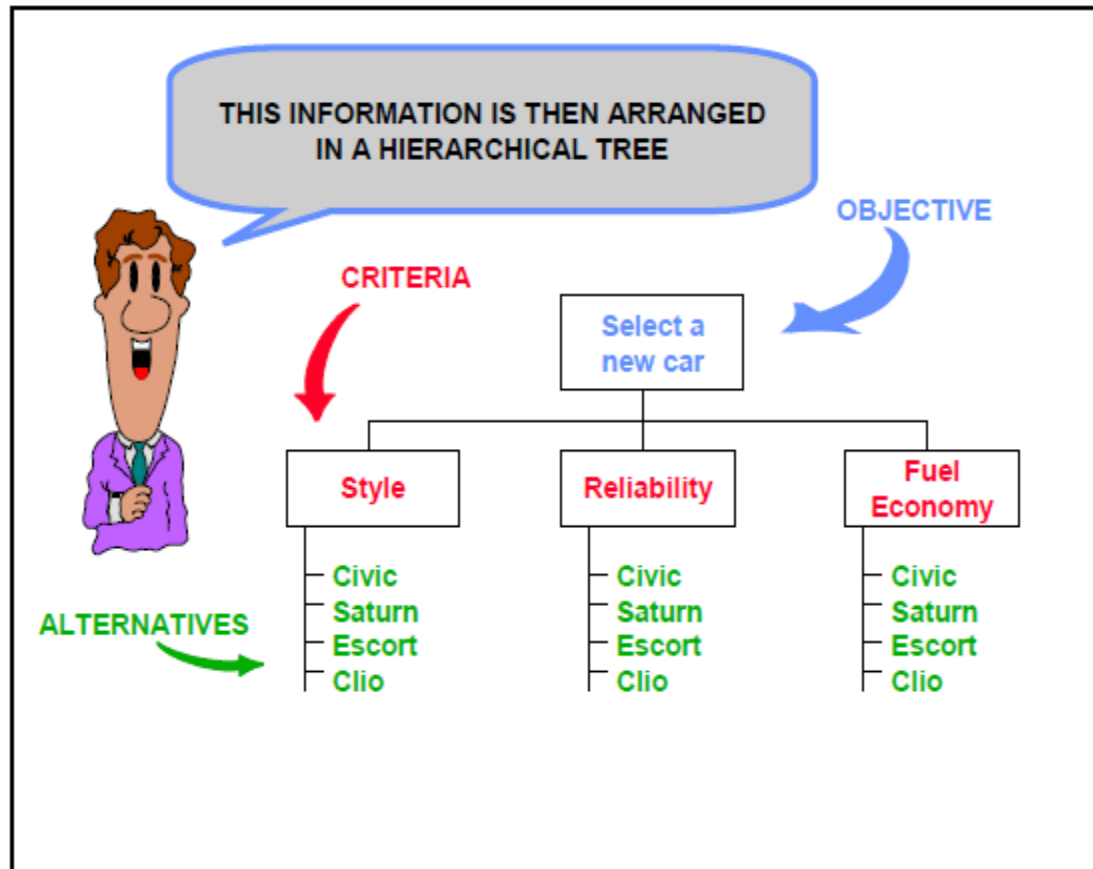 THIS INFORMATION IS THEN ARRANGED
IN A HIERARCHICAL TREE
OBJECTIVE
CRITERIA
Select a
new car
Style
Reliability
Fuel
Economy
Civic
Saturn
Escort
Clio
Civic
Saturn
Escort
Clio
Civic
Saturn
Escort
Clio
ALTERNATIVES